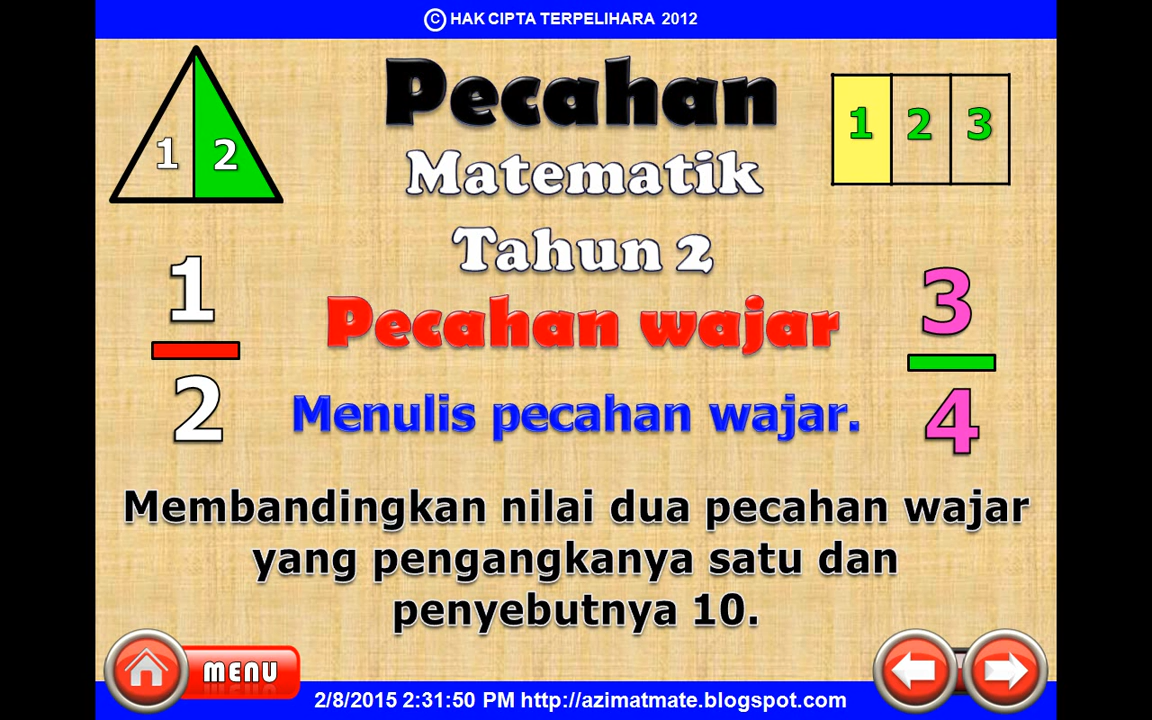 © HAK CIPTA TERPELIHARA 2012
Pecahan
1 2
1 2 3
Matematik
Tahun 2
1
2
Pecahan wajar
3
4
Menulis pecahan wajar.
Membandingkan nilai dua pecahan wajar
yang pengangkanya satu dan
penyebutnya 10.
MENU
2/8/2015 2:31:50 PM http://azimatmate.blogspot.com